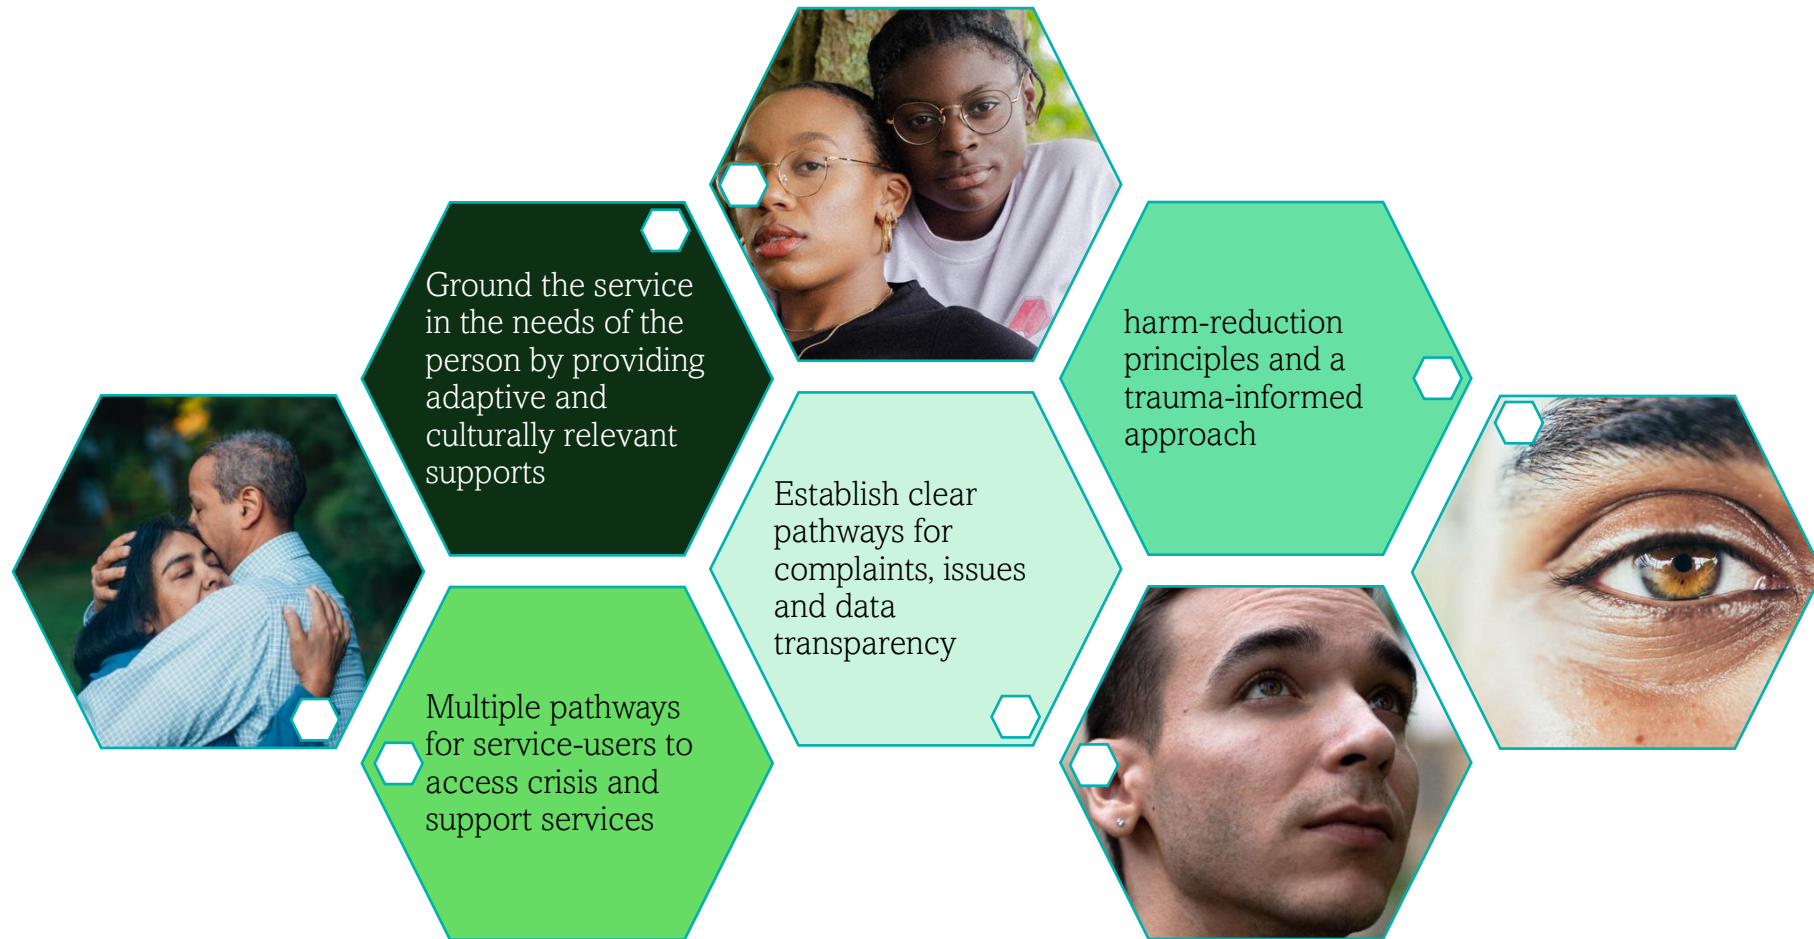 Ground the service
in the needs of the
person by providing
adaptive and
culturally relevant
supports
harm-reduction
principles and a
trauma-informed
approach
Establish clear
pathways for
complaints, issues
and data
transparency
Multiple pathways
for service-users to
access crisis and
support services